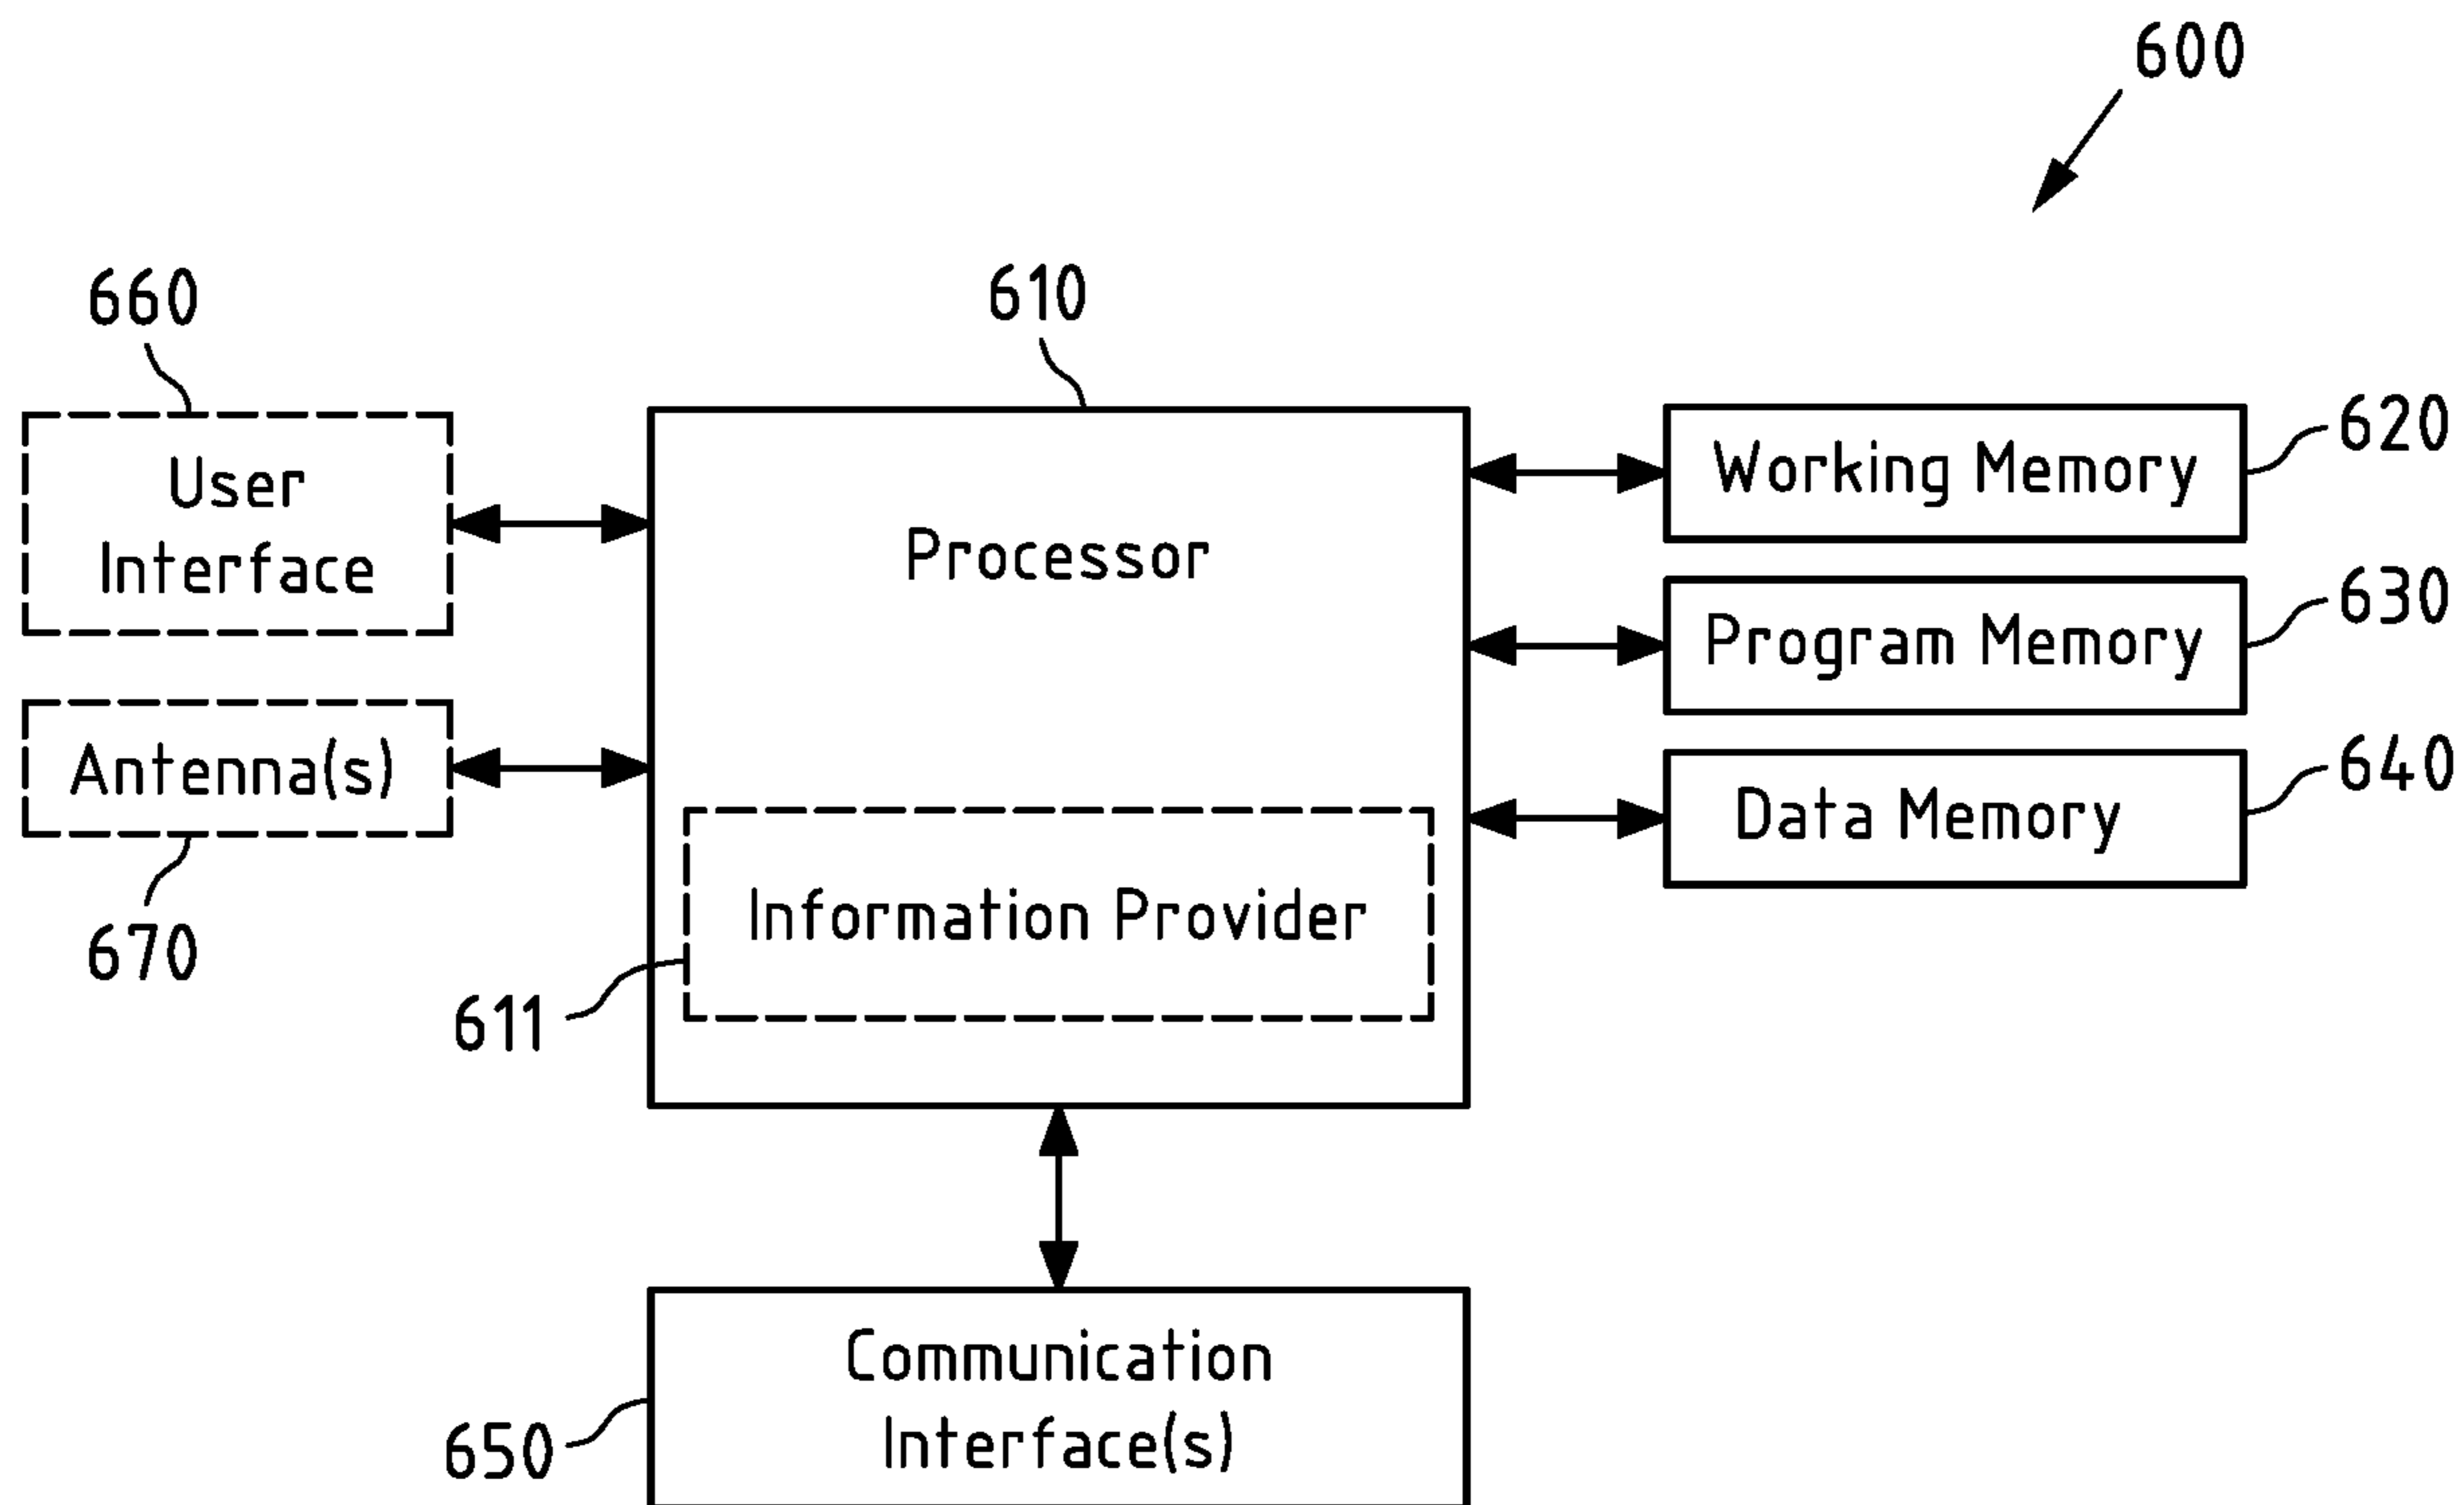 600
660
610
User
Interface
Processor
Working Memory
620
Program Memory
630
Antenna(s)
Data Memory
640
Information Provider
670
611
Communication
Interface(s)
650